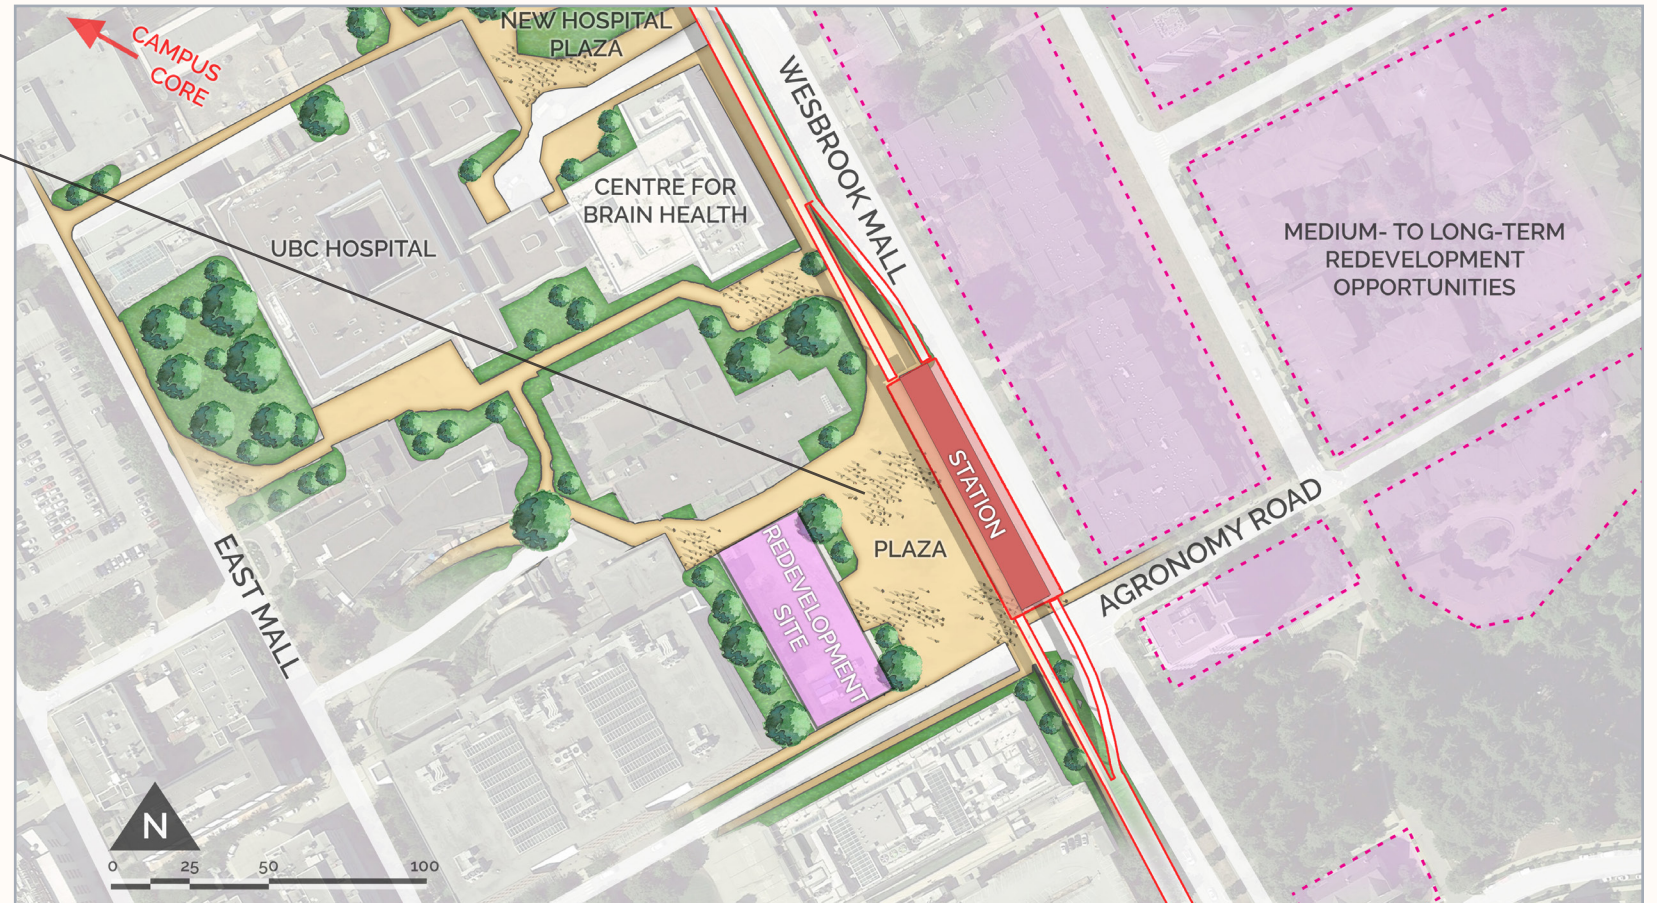 NEW HOSPITAL
PLAZA
CAMPUS
CORE
WESBROOK MALL
CENTRE FOR
BRAIN HEALTH
UBC HOSPITAL
MEDIUM- TO LONG-TERM
REDEVELOPMENT
OPPORTUNITIES
STATION
PLAZA
REDEVELOPMENT
SITE
AGRONOMY ROAD
EAST MALL
N
0 25 50 100